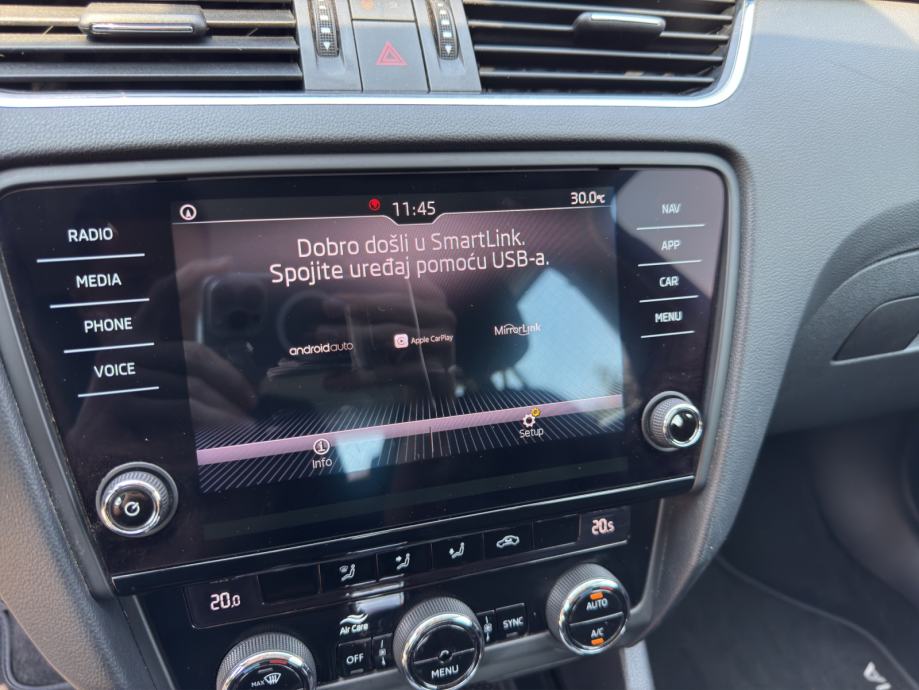 11:45
30.0°C
RADIO
MEDIA
PHONE
VOICE
Dobro došli u SmartLink.
Spojite uređaj pomoću USB-a.
androidauto
Apple CarPlay
MirrorLink
Info
Setup
NAV
APP
CAR
MENU
20.0
20.5
Air Care
OFF
SYNC
MENU
AUTO
A/C
MAX